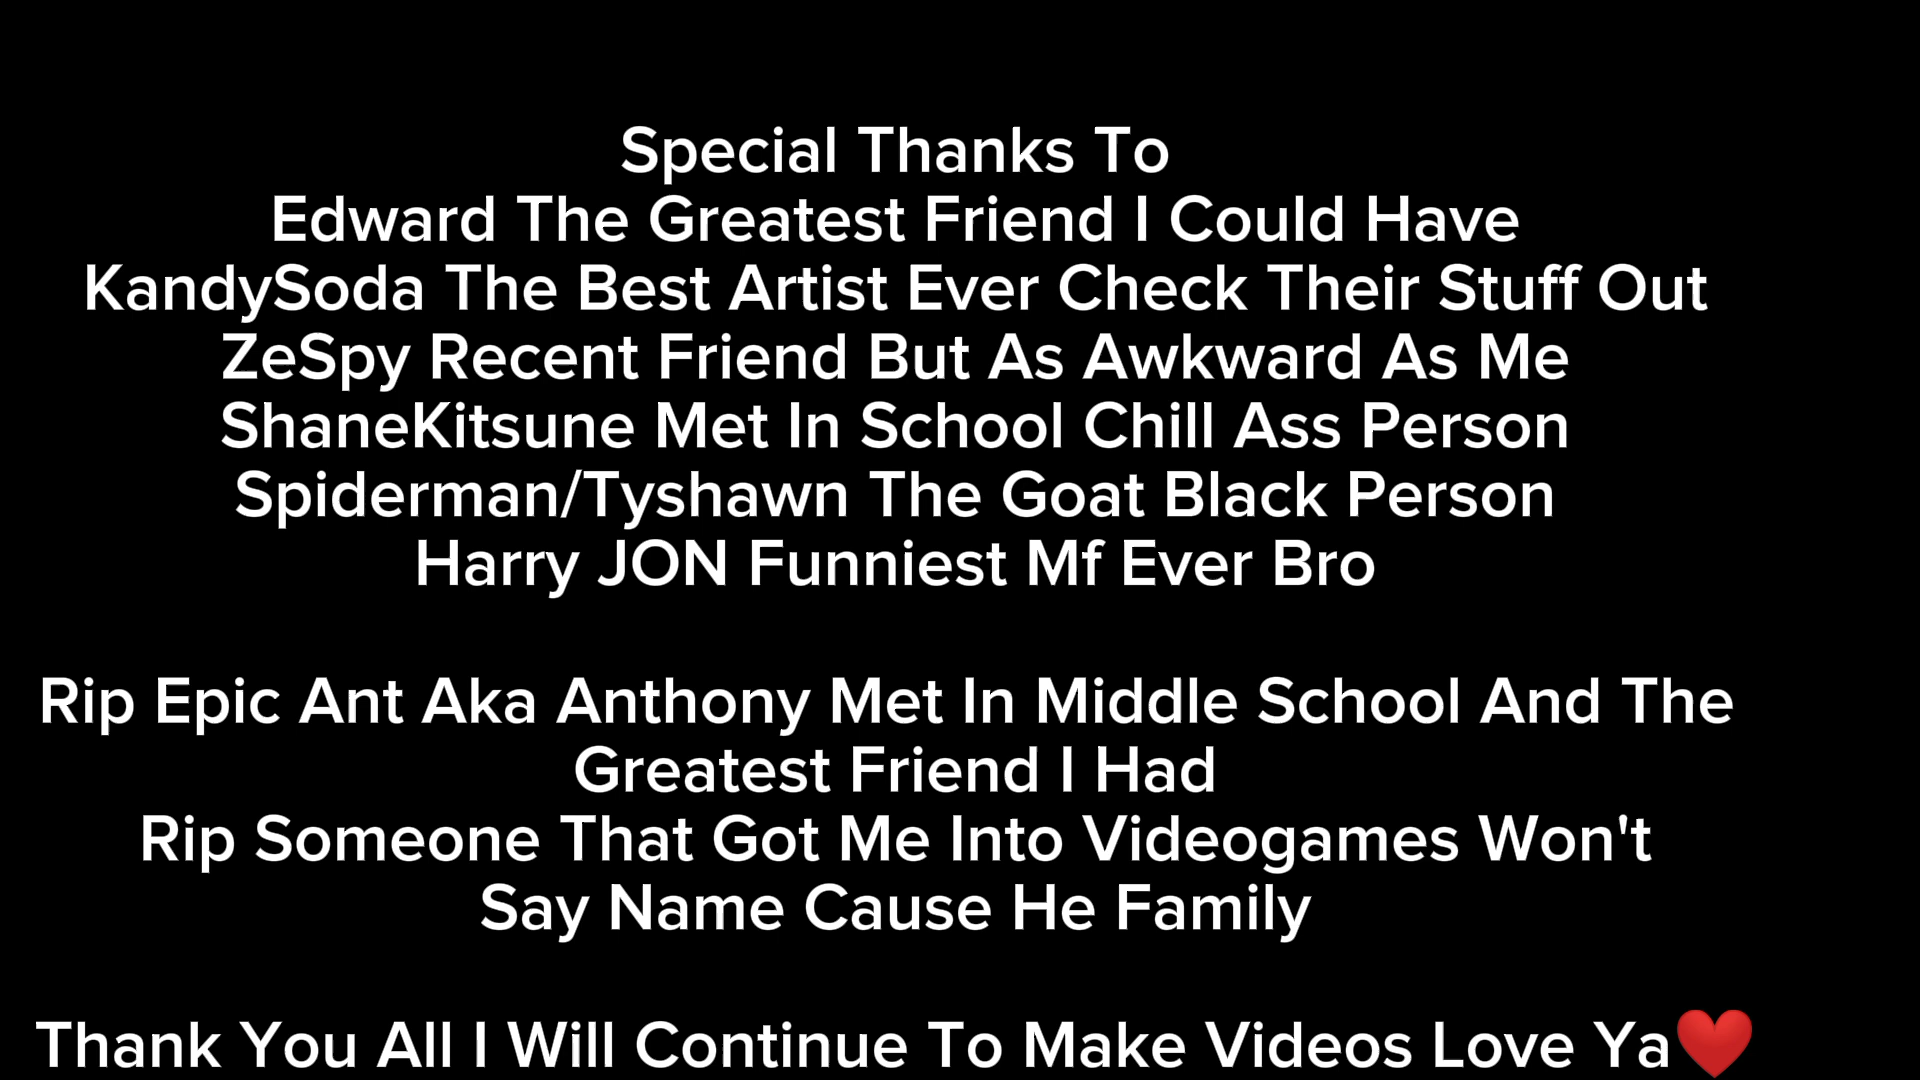 Special Thanks To
Edward The Greatest Friend I Could Have
KandySoda The Best Artist Ever Check Their Stuff Out
ZeSpy Recent Friend But As Awkward As Me
ShaneKitsune Met In School Chill Ass Person
Spiderman/Tyshawn The Goat Black Person
Harry JON Funniest Mf Ever Bro
Rip Epic Ant Aka Anthony Met In Middle School And The
Greatest Friend I Had
Rip Someone That Got Me Into Videogames Won't
Say Name Cause He Family
Thank You All I Will Continue To Make Videos Love Ya❤️